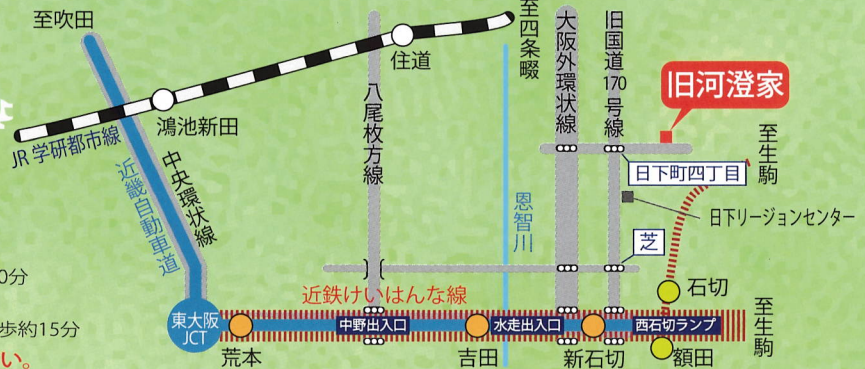 至吹田
至四条畷
大阪外環状線
旧国道170号線
住道
旧河澄家
鴻池新田
八尾枚方線
JR学研都市線
至生駒
中央環状線
近畿自動車道
日下町四丁目
恩智川
日下リージョンセンター
芝
0分
近鉄けいはんな線
石切
歩約15分
東大阪
JCT
中野出入口
水走出入口
西石切ランプ
至生駒
い。
荒本
吉田
新石切
額田